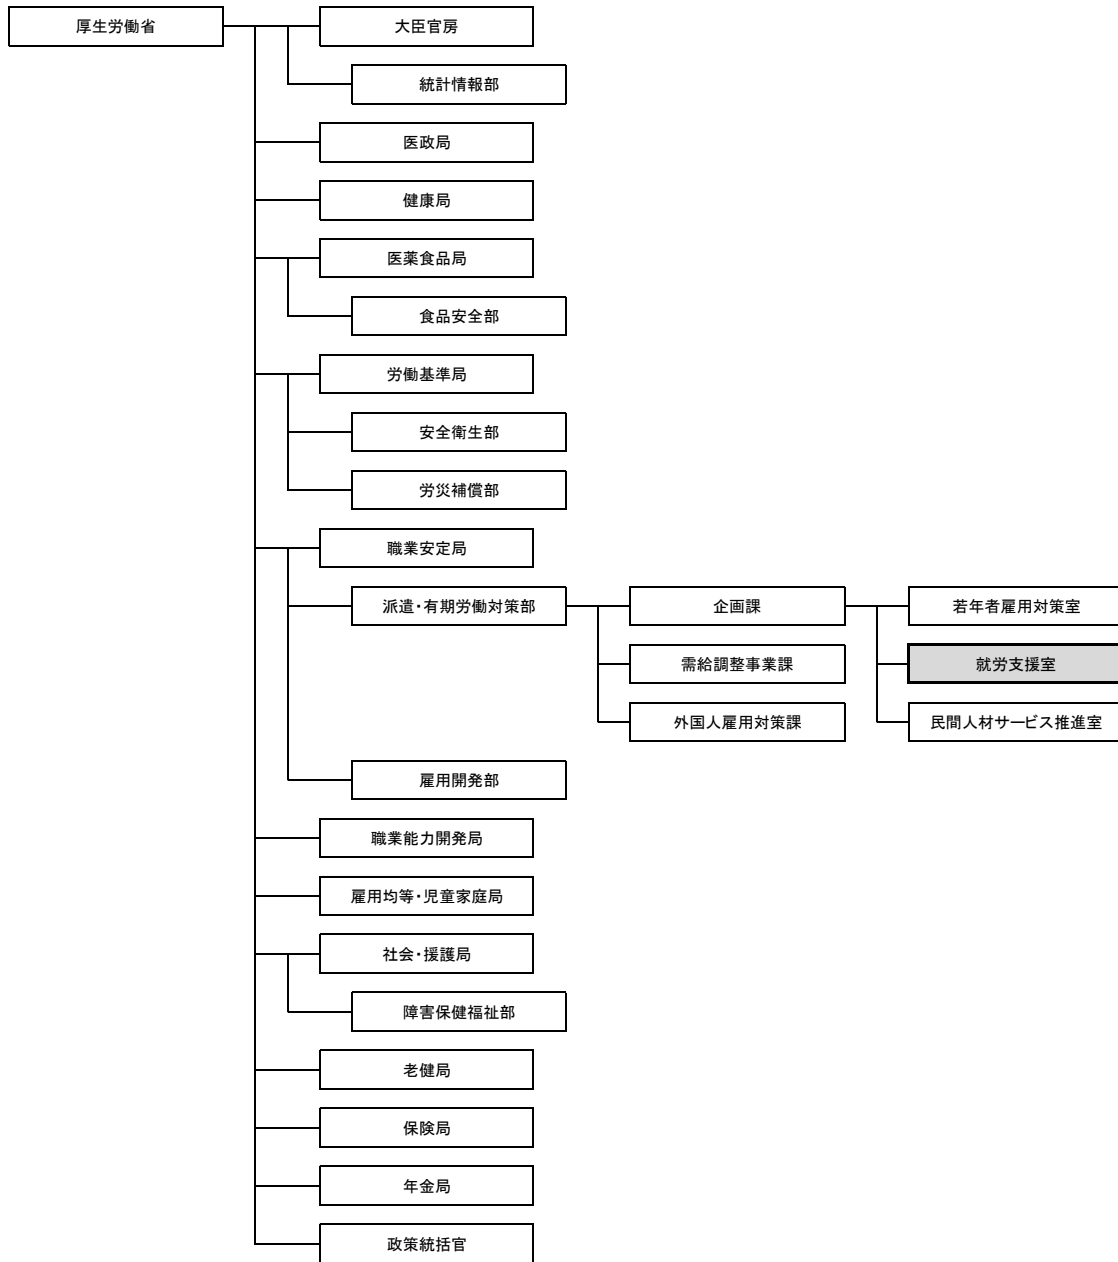 厚生労働省
大臣官房
統計情報部
医政局
健康局
医薬食品局
食品安全部
労働基準局
安全衛生部
労災補償部
職業安定局
派遣・有期労働対策部
企画課
若年者雇用対策室
需給調整事業課
就労支援室
外国人雇用対策課
民間人材サービス推進室
雇用開発部
職業能力開発局
雇用均等・児童家庭局
社会・援護局
障害保健福祉部
老健局
保険局
年金局
政策統括官